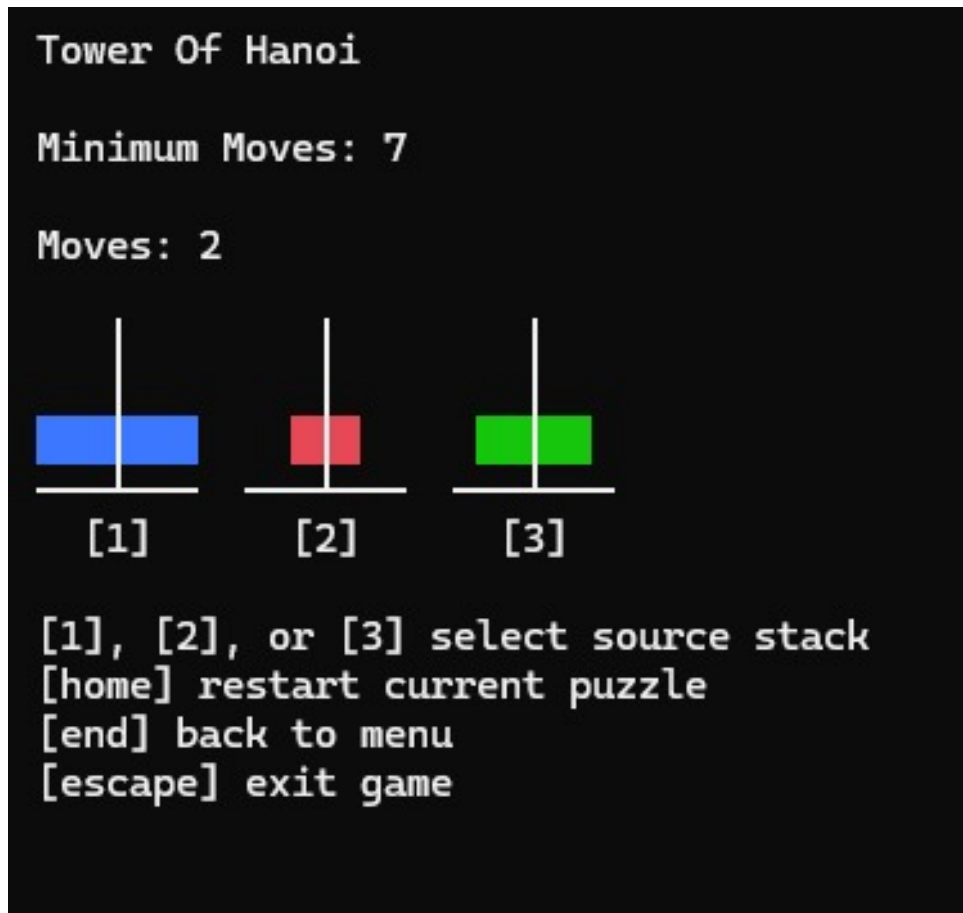 Tower Of Hanoi
Minimum Moves: 7
Moves: 2
[1] [2] [3]
[1], [2], or [3] select source stack
[home] restart current puzzle
[end] back to menu
[escape] exit game